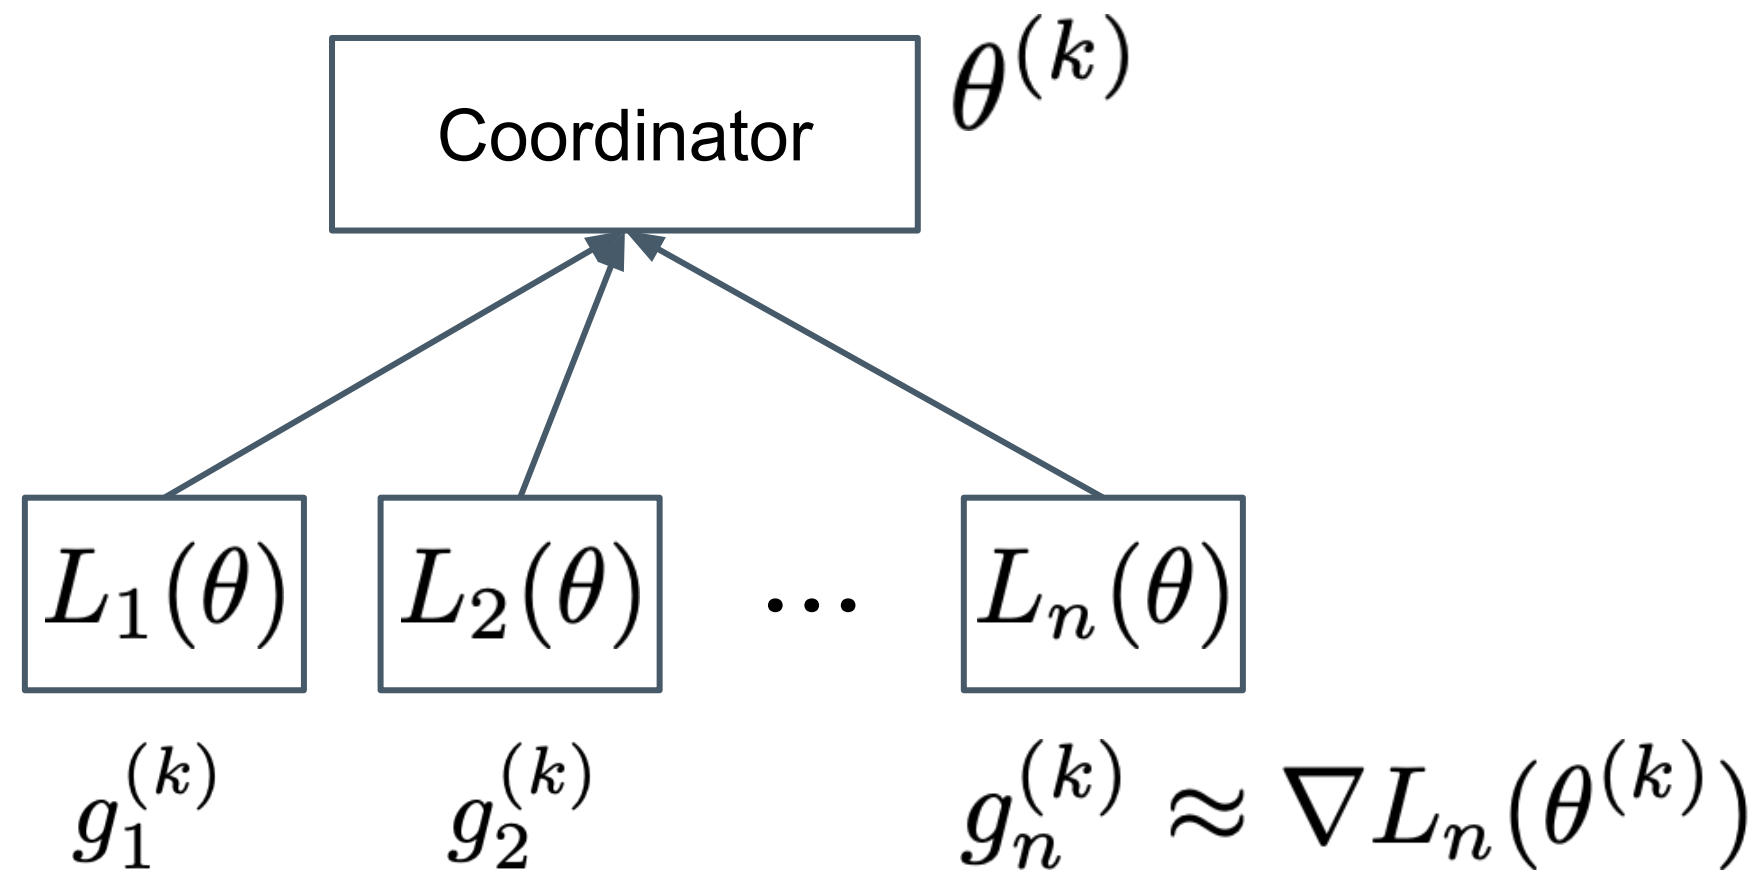 Coordinator θ^(k)
L_1(θ) L_2(θ) ... L_n(θ)
g_1^(k) g_2^(k) g_n^(k) ≈ ∇L_n(θ^(k))